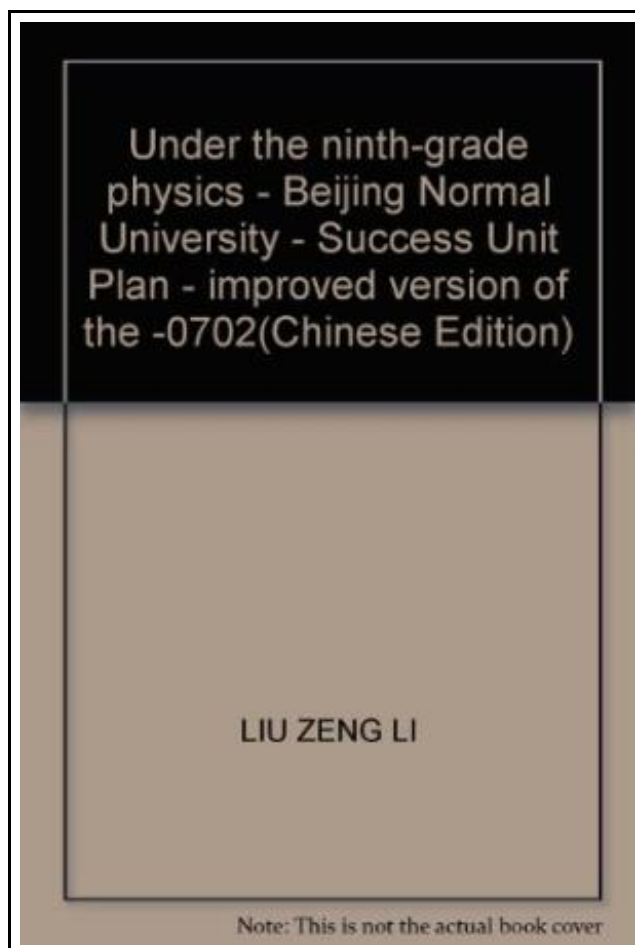 Under the ninth-grade
physics - Beijing Normal
University - Success Unit
Plan - improved version of
the -0702(Chinese Edition)
LIU ZENG LI
Note: This is not the actual book cover